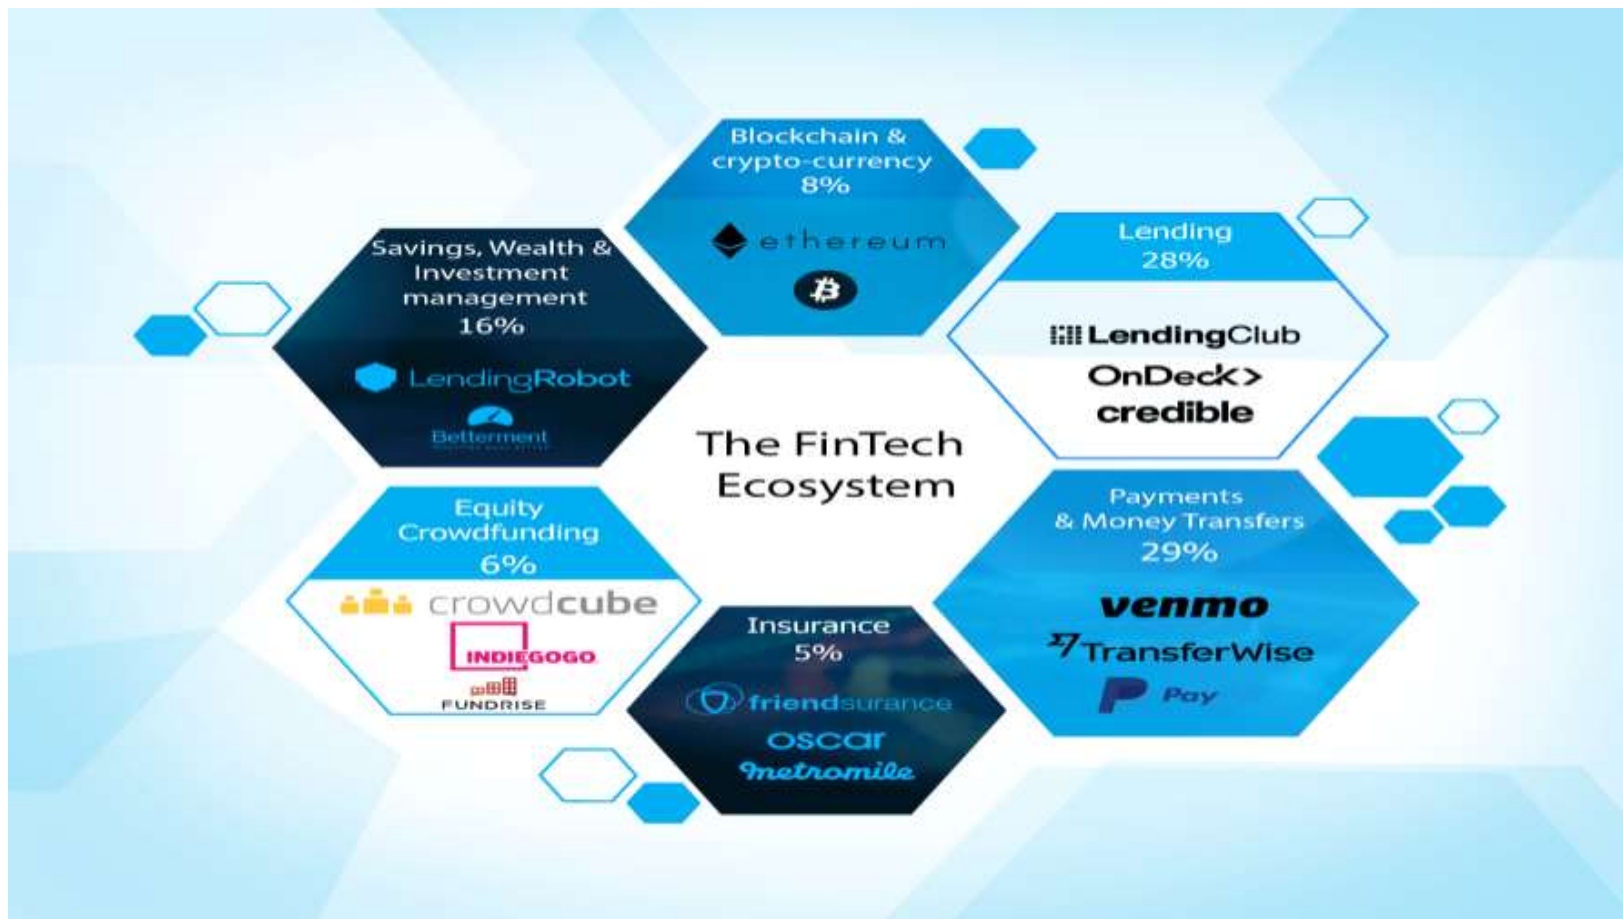 Blockchain &
crypto-currency
8%
ethereum
Savings, Wealth &
Investment
management
16%
LendingRobot
Betterment
Lending
28%
LendingClub
OnDeck>
credible
The FinTech
Ecosystem
Equity
Crowdfunding
6%
crowdcube
INDIEGOGO
FUNDRISE
Insurance
5%
friendsurance
oscar
metromile
Payments
& Money Transfers
29%
venmo
TransferWise
P Pay